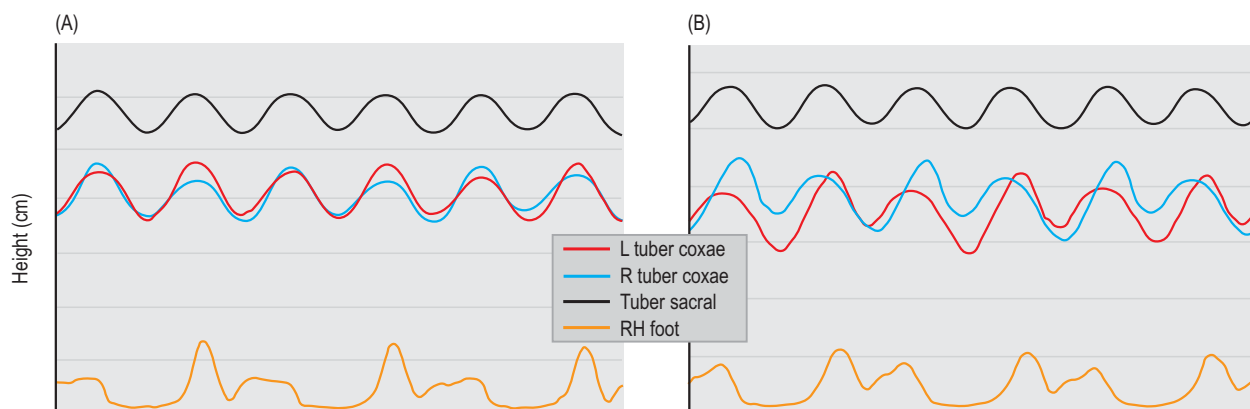 (A)
(B)
Height (cm)
L tuber coxae
R tuber coxae
Tuber sacral
RH foot